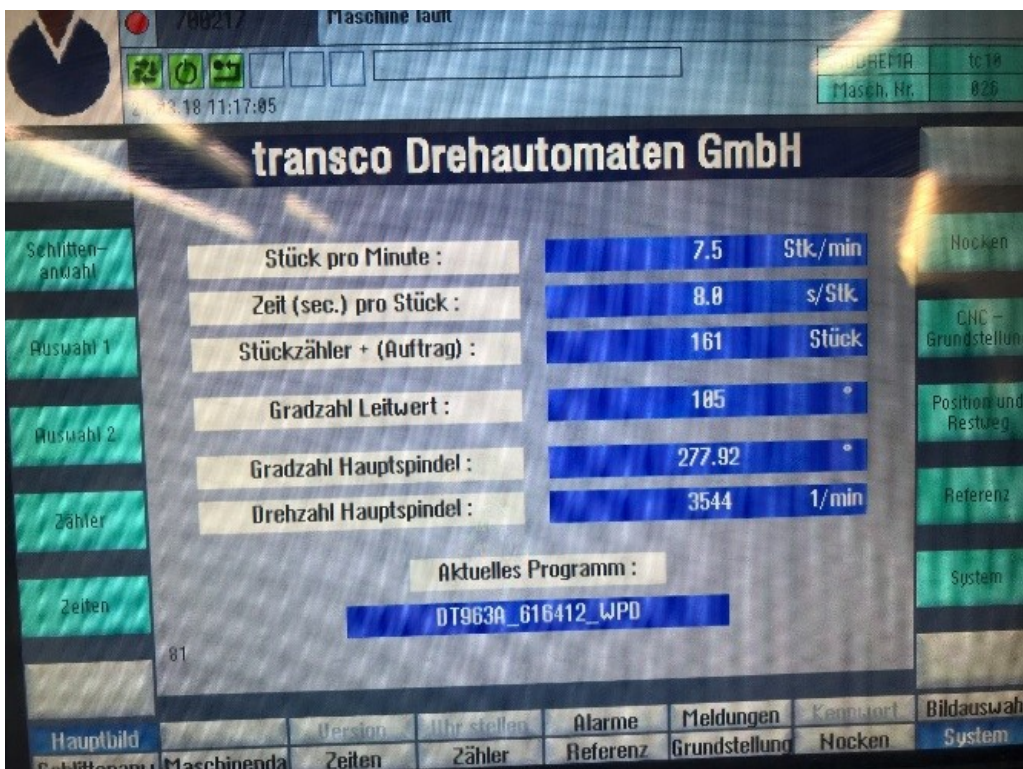 700217 Maschine läuft
tc10
.18 11:17:05
Masch. Nr. 026
transco Drehautomaten GmbH
Schlitten-
anwahl
Stück pro Minute : 7.5 Stk/min
Nocken
Zeit (sec.) pro Stück : 8.0 s/Stk
CNC -
Grundstellun
Auswahl 1
Stückzähler + (Auftrag) : 161 Stück
Gradzahl Leitwert : 105 °
Position und
Restweg
Auswahl 2
Gradzahl Hauptspindel : 277.92 °
Referenz
Zähler
Drehzahl Hauptspindel : 3544 1/min
Aktuelles Programm :
System
Zeiten
DT963A_616412_WPD
81
Hauptbild Version Uhr stellen Alarme Meldungen Kennwort Bildauswah
Maschinenda Zeiten Zähler Referenz Grundstellung Nocken System